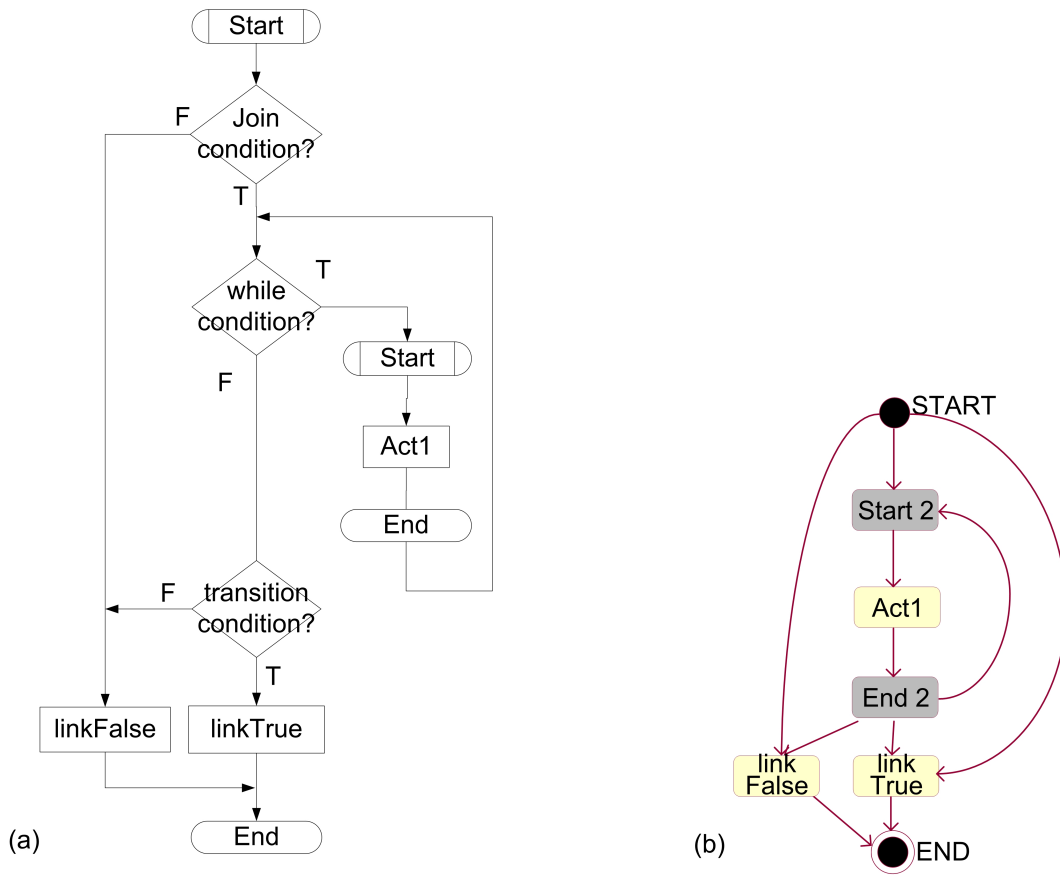 Start
F
Join
condition?
T
T
while
condition?
Start
F
Act1
End
F
transition
condition?
T
linkFalse
linkTrue
End
(a)
START
Start 2
Act1
End 2
link
False
link
True
END
(b)